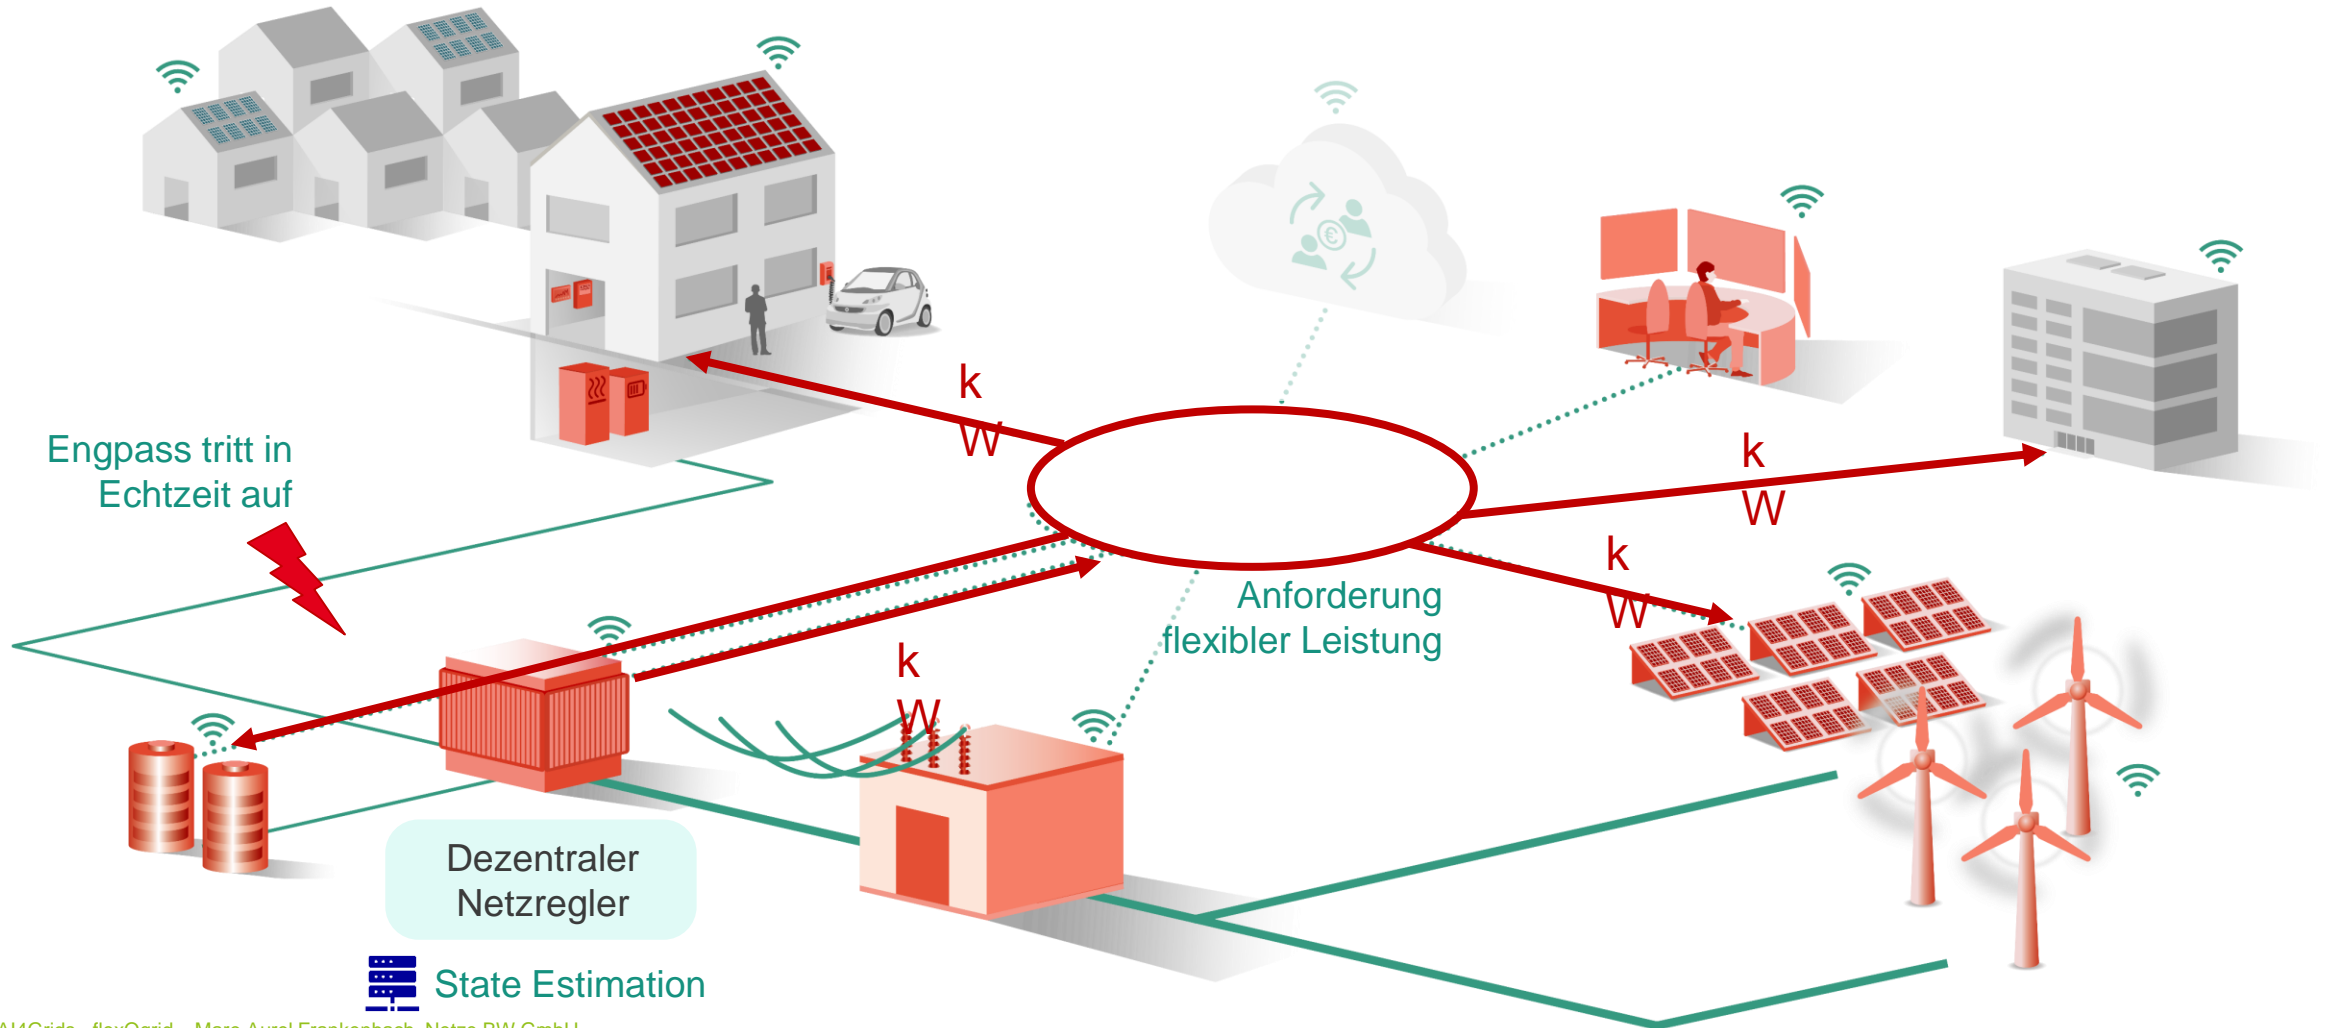 k
W
Engpass tritt in
Echtzeit auf
k
W
k
W
Anforderung
flexibler Leistung
k
W
Dezentraler
Netzregler
State Estimation